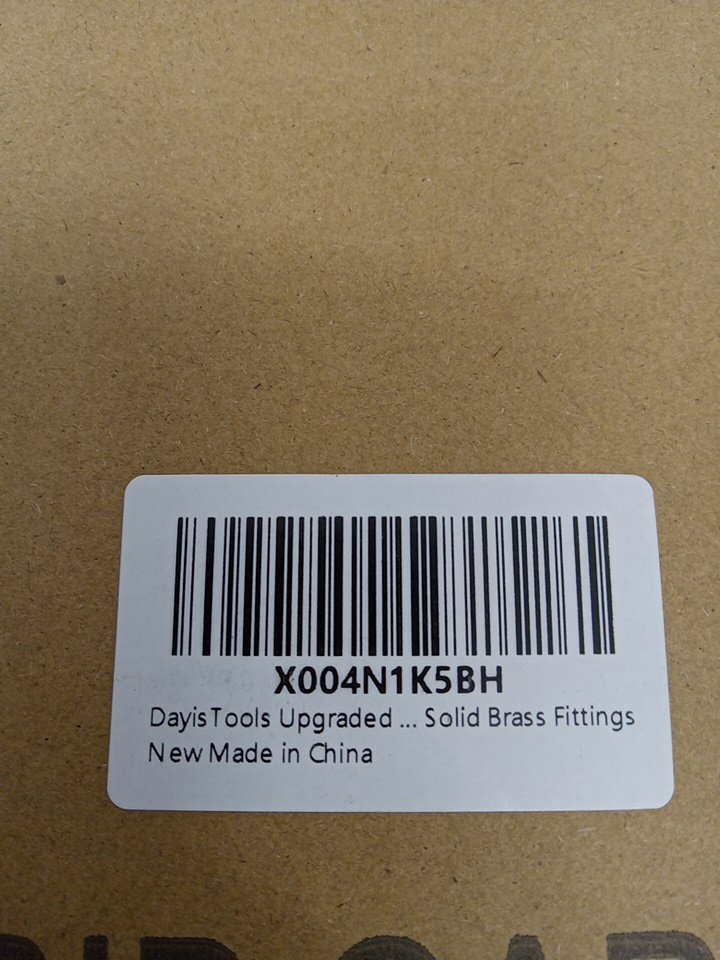 X004N1K5BH
DayisTools Upgraded ... Solid Brass Fittings
New Made in China